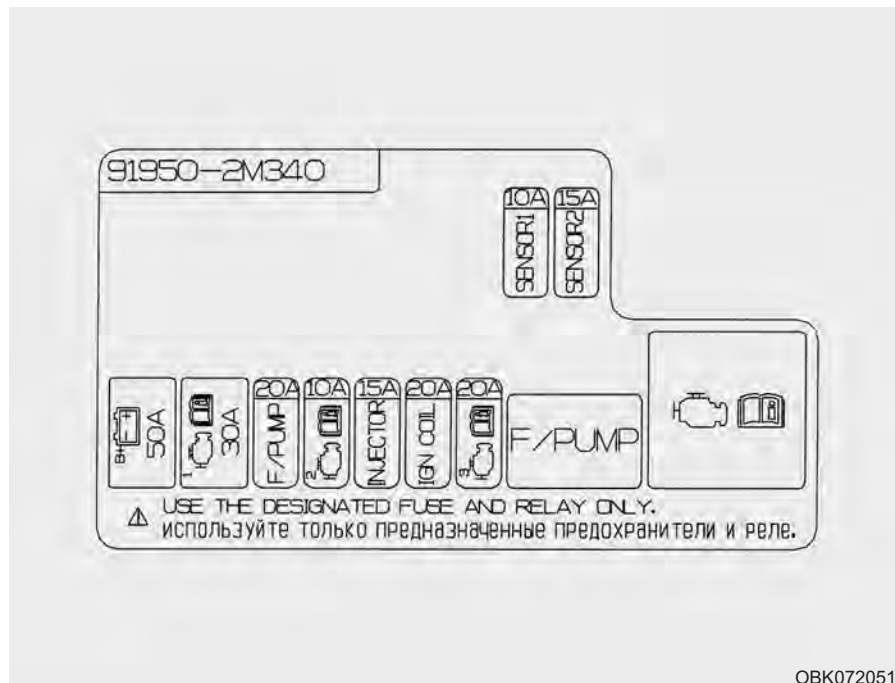 91950-2M340
10A 15A
SENSOR1 SENSOR2
B+ 50A
1 30A
20A F/PUMP
2 10A
15A INJECTOR
20A IGN COIL
3 20A
F/PUMP
USE THE DESIGNATED FUSE AND RELAY ONLY.
используйте только предназначенные предохранители и реле.
OBK072051